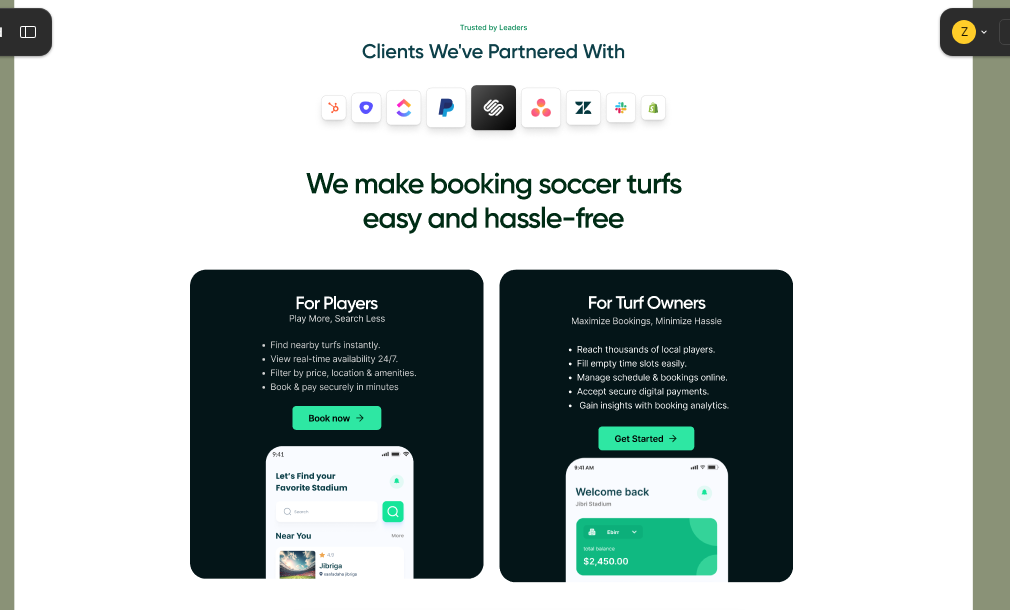 Z
Trusted by Leaders
Clients We've Partnered With
We make booking soccer turfs
easy and hassle-free
For Players
Play More, Search Less
• Find nearby turfs instantly.
• View real-time availability 24/7.
• Filter by price, location & amenities.
• Book & pay securely in minutes
Book now →
9:41
Let's Find your
Favorite Stadium
Search
Near You
More
4.9
Jibriga
For Turf Owners
Maximize Bookings, Minimize Hassle
• Reach thousands of local players.
• Fill empty time slots easily.
• Manage schedule & bookings online.
• Accept secure digital payments.
• Gain insights with booking analytics.
Get Started →
9:41 AM
Welcome back
Jibri Stadium
total balance
$2,450.00